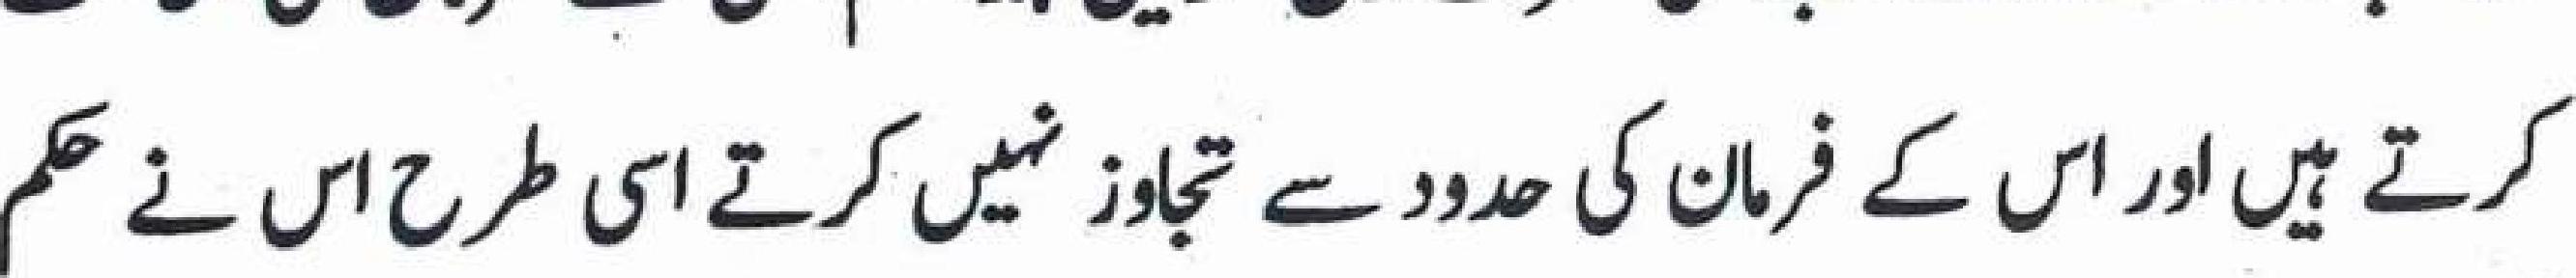 کرتے ہیں اور اس کے فرمان کی حدود سے تجاوز نہیں کرتے اسی طرح اس نے حکم